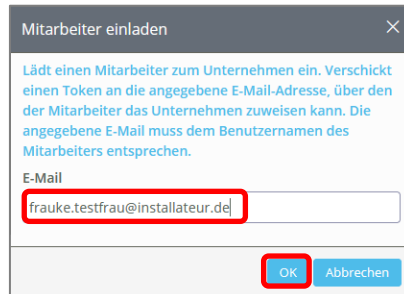 Mitarbeiter einladen
Lädt einen Mitarbeiter zum Unternehmen ein. Verschickt
einen Token an die angegebene E-Mail-Adresse, über den
der Mitarbeiter das Unternehmen zuweisen kann. Die
angegebene E-Mail muss dem Benutzernamen des
Mitarbeiters entsprechen.
E-Mail
frauke.testfrau@installateur.de
OK Abbrechen